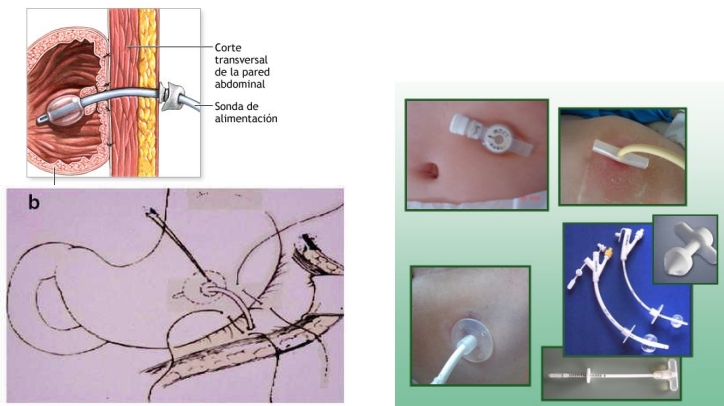 Corte
transversal
de la pared
abdominal
Sonda de
alimentación
b